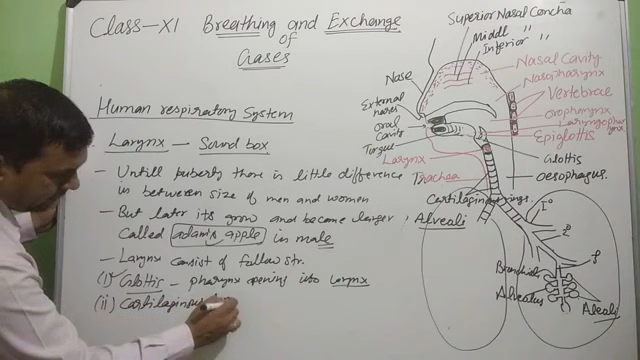 Class-XI Breathing and Exchange
of
Gases
Human respiratory System
Larynx - Sound box
- Untill puberty there in little difference
in between size of men and women
- But later its grow and became larger,
Called adam's apple in male
- Larynx consist of follow str.
(i) Glottis - pharynx opening into larynx
(ii) Cartilaginous
Superior Nasal Concha
Middle "
Inferior "
Nasal Cavity
Nasopharynx
Vertebrae
Oropharynx
Laryngopharynx
Epiglottis
Glottis
Oesophagus
Nose
External
nares
Oral
Cavity
Tongue
Larynx
Trachea
Cartilaginous rings
Alveoli
1°
2°
Bronchiole
Alveolus
Alveoli